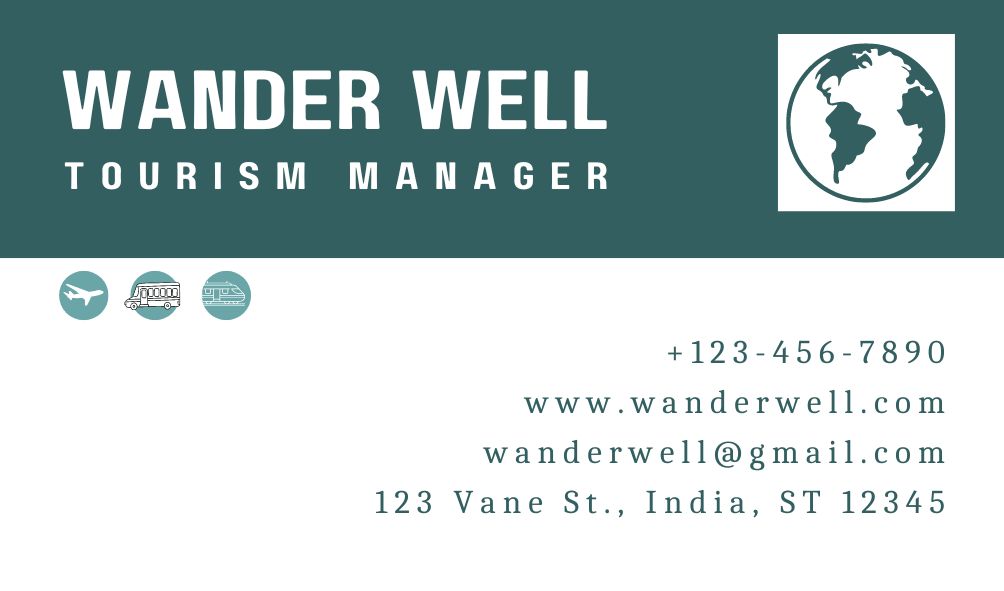 WANDER WELL
TOURISM MANAGER
+123-456-7890
www.wanderwell.com
wanderwell@gmail.com
123 Vane St., India, ST 12345